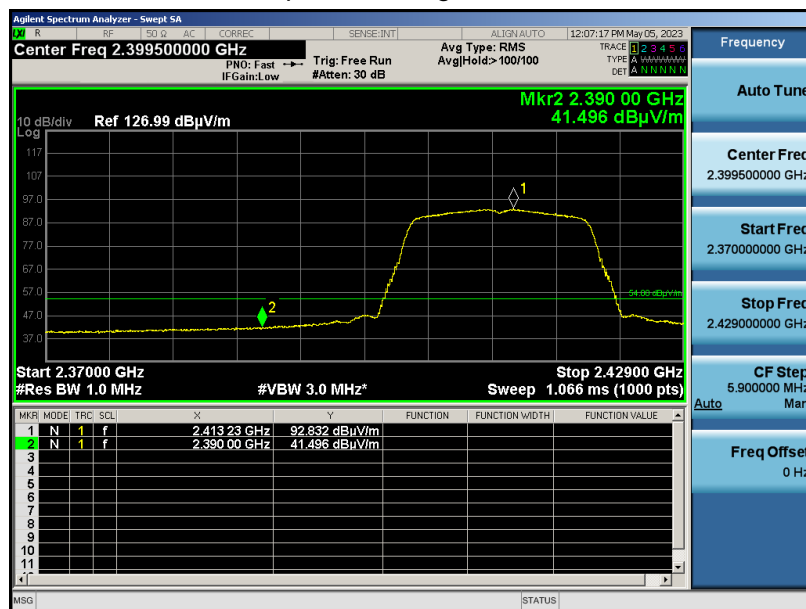 Agilent Spectrum Analyzer - Swept SA
LXI R RF 50 Ω AC CORREC SENSE:INT ALIGN AUTO 12:07:17 PM May 05, 2023
Center Freq 2.399500000 GHz
PNO: Fast
IFGain:Low
Trig: Free Run
#Atten: 30 dB
Avg Type: RMS
Avg|Hold:>100/100
TRACE 1 2 3 4 5 6
TYPE A
DET A N N N N N
Mkr2 2.390 00 GHz
41.496 dBµV/m
10 dB/div Ref 126.99 dBµV/m
Log
117
107
97.0
87.0
77.0
67.0
57.0
47.0
37.0
1
2
54.00 dBµV/m
Start 2.37000 GHz Stop 2.42900 GHz
#Res BW 1.0 MHz #VBW 3.0 MHz* Sweep 1.066 ms (1000 pts)
MKR MODE TRC SCL X Y FUNCTION FUNCTION WIDTH FUNCTION VALUE
1 N 1 f 2.413 23 GHz 92.832 dBµV/m
2 N 1 f 2.390 00 GHz 41.496 dBµV/m
3
4
5
6
7
8
9
10
11
MSG STATUS
Frequency
Auto Tune
Center Freq
2.399500000 GHz
Start Freq
2.370000000 GHz
Stop Freq
2.429000000 GHz
CF Step
5.900000 MHz
Auto Man
Freq Offset
0 Hz